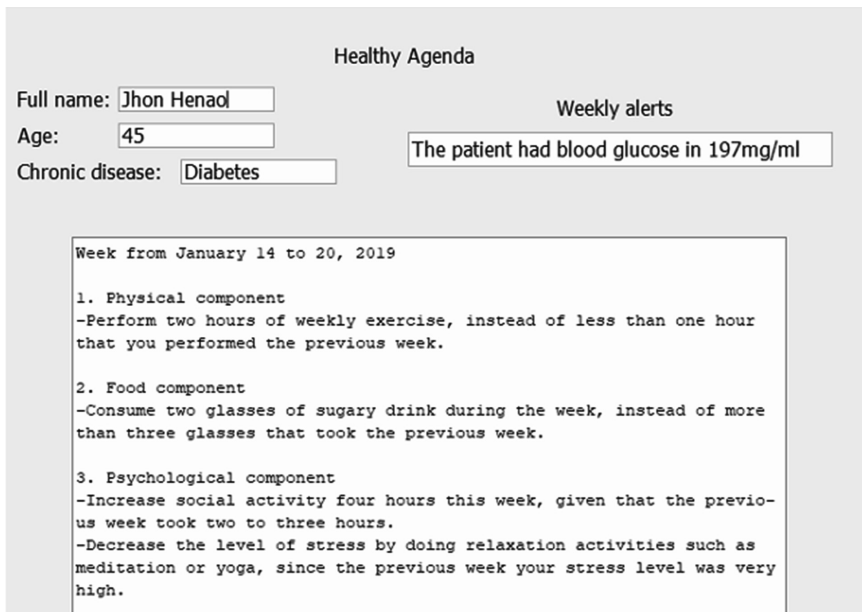 Healthy Agenda
Full name: Jhon Henao
Age: 45
Chronic disease: Diabetes
Weekly alerts
The patient had blood glucose in 197mg/ml
Week from January 14 to 20, 2019
1. Physical component
-Perform two hours of weekly exercise, instead of less than one hour
that you performed the previous week.
2. Food component
-Consume two glasses of sugary drink during the week, instead of more
than three glasses that took the previous week.
3. Psychological component
-Increase social activity four hours this week, given that the previo-
us week took two to three hours.
-Decrease the level of stress by doing relaxation activities such as
meditation or yoga, since the previous week your stress level was very
high.